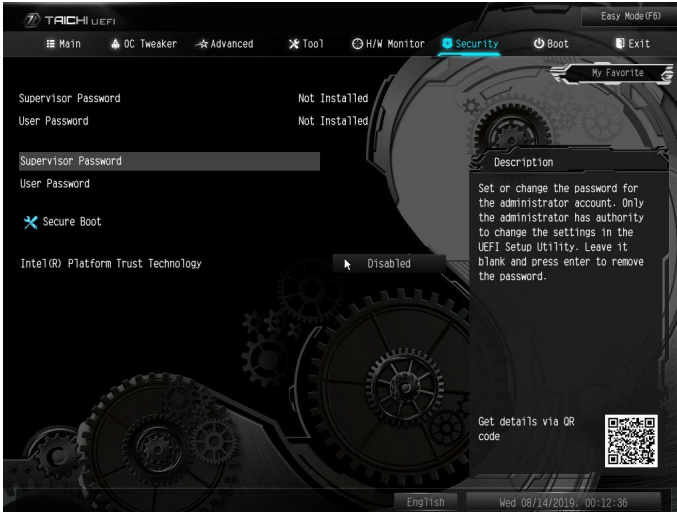 TAICHI UEFI
Easy Mode(F6)
Main OC Tweaker Advanced Tool H/W Monitor Security Boot Exit
My Favorite
Supervisor Password Not Installed
User Password Not Installed
Supervisor Password
User Password
Secure Boot
Intel(R) Platform Trust Technology Disabled
Description
Set or change the password for
the administrator account. Only
the administrator has authority
to change the settings in the
UEFI Setup Utility. Leave it
blank and press enter to remove
the password.
Get details via QR
code
English
Wed 08/14/2019. 00:12:36